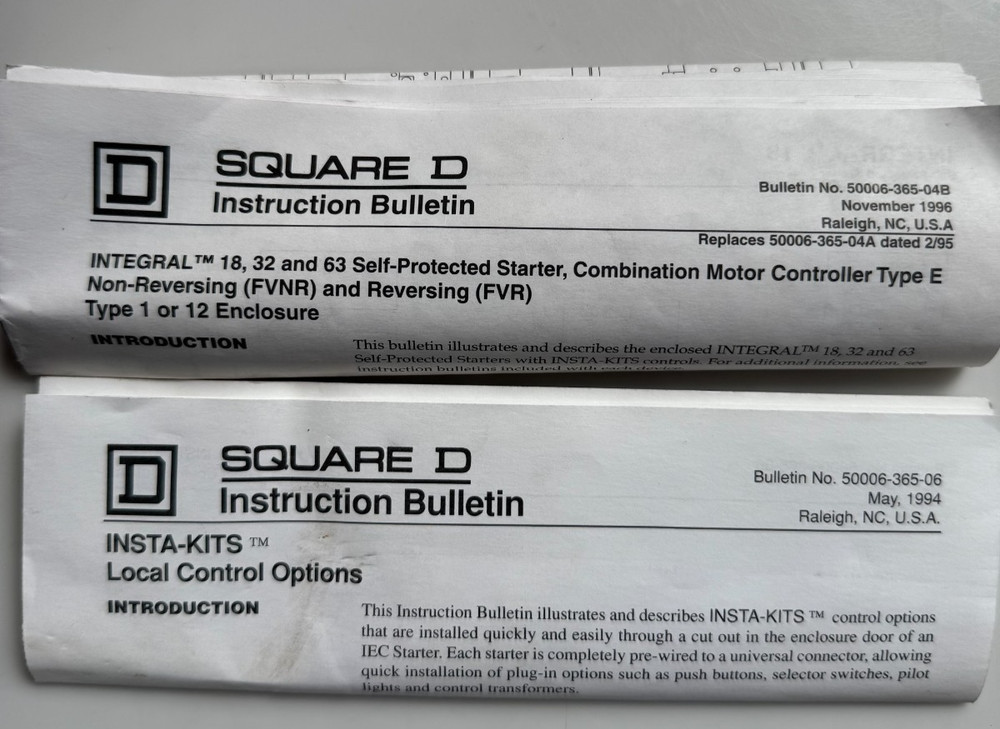 D
SQUARE D
Instruction Bulletin
Bulletin No. 50006-365-04B
November 1996
Raleigh, NC, U.S.A
Replaces 50006-365-04A dated 2/95
INTEGRAL™ 18, 32 and 63 Self-Protected Starter, Combination Motor Controller Type E
Non-Reversing (FVNR) and Reversing (FVR)
Type 1 or 12 Enclosure
INTRODUCTION
This bulletin illustrates and describes the enclosed INTEGRAL™ 18, 32 and 63
Self-Protected Starters with INSTA-KITS controls. For additional information, see
instruction bulletins included with each device.
D
SQUARE D
Instruction Bulletin
Bulletin No. 50006-365-06
May, 1994
Raleigh, NC, U.S.A.
INSTA-KITS ™
Local Control Options
INTRODUCTION
This Instruction Bulletin illustrates and describes INSTA-KITS ™ control options
that are installed quickly and easily through a cut out in the enclosure door of an
IEC Starter. Each starter is completely pre-wired to a universal connector, allowing
quick installation of plug-in options such as push buttons, selector switches, pilot
lights and control transformers.